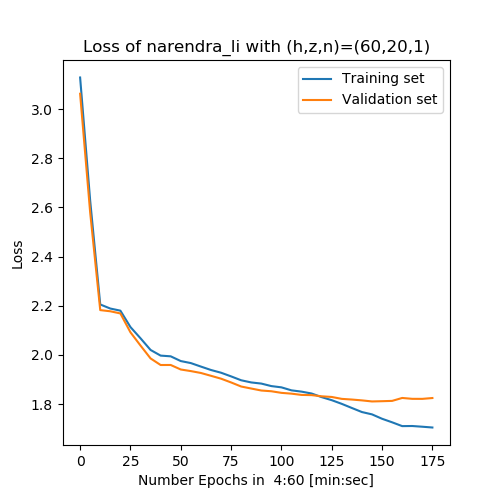 Loss of narendra_li with (h,z,n)=(60,20,1)
Training set
Validation set
Loss
3.0
2.8
2.6
2.4
2.2
2.0
1.8
0 25 50 75 100 125 150 175
Number Epochs in  4:60 [min:sec]